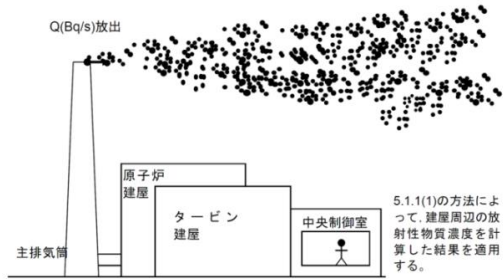 Q(Bq/s)放出
原子炉
建屋
タービン
建屋
中央制御室
主排気筒
5.1.1(1)の方法によ
って、建屋周辺の放
射性物質濃度を計
算した結果を適用
する。